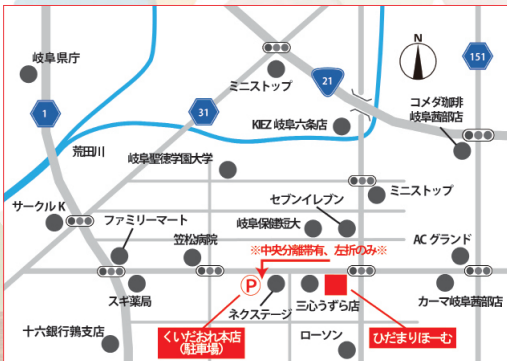 N
151
岐阜県庁
ミニストップ
21
1
31
コメダ珈琲
岐阜茜部店
KIEZ 岐阜六条店
荒田川
岐阜聖徳学園大学
セブンイレブン
ミニストップ
サークル K
ファミリーマート
岐阜保健短大
笠松病院
※中央分離帯有、左折のみ※
AC グランド
P
スギ薬局
ネクステージ
三心うずら店
カーマ岐阜茜部店
十六銀行鶉支店
くいだおれ本店
（駐車場）
ローソン
ひだまりほーむ